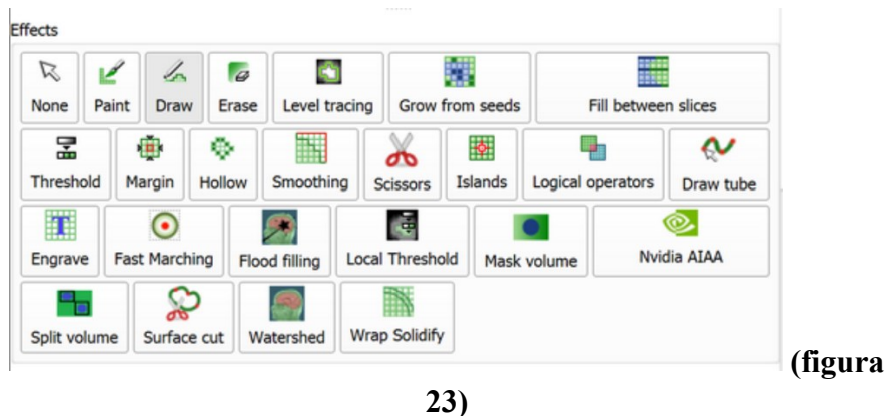 Effects
None Paint Draw Erase Level tracing Grow from seeds Fill between slices
Threshold Margin Hollow Smoothing Scissors Islands Logical operators Draw tube
Engrave Fast Marching Flood filling Local Threshold Mask volume Nvidia AIAA
Split volume Surface cut Watershed Wrap Solidify
(figura
23)